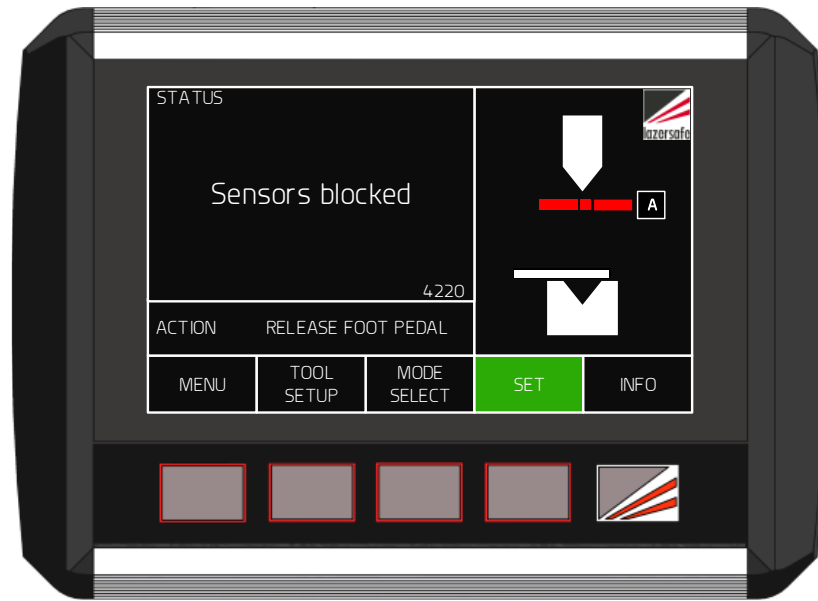 STATUS
lazersafe
Sensors blocked
A
4220
ACTION RELEASE FOOT PEDAL
MENU
TOOL
SETUP
MODE
SELECT
SET
INFO